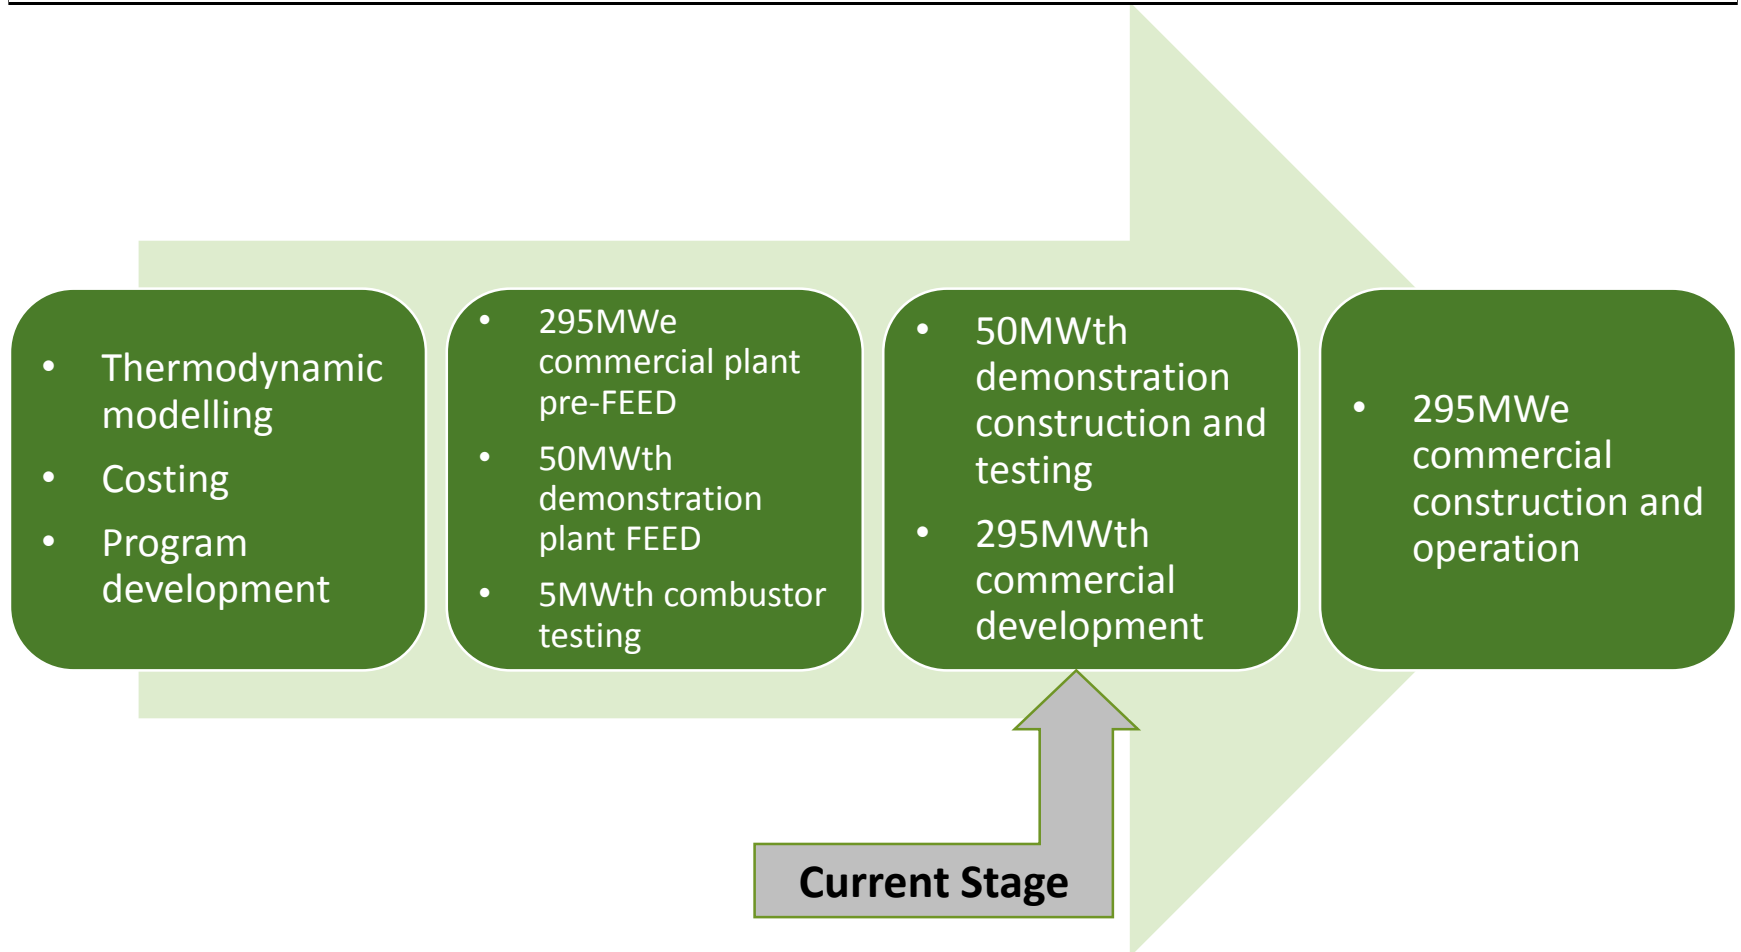 • Thermodynamic
modelling
• Costing
• Program
development
• 295MWe
commercial plant
pre-FEED
• 50MWth
demonstration
plant FEED
• 5MWth combustor
testing
• 50MWth
demonstration
construction and
testing
• 295MWth
commercial
development
• 295MWe
commercial
construction and
operation
Current Stage